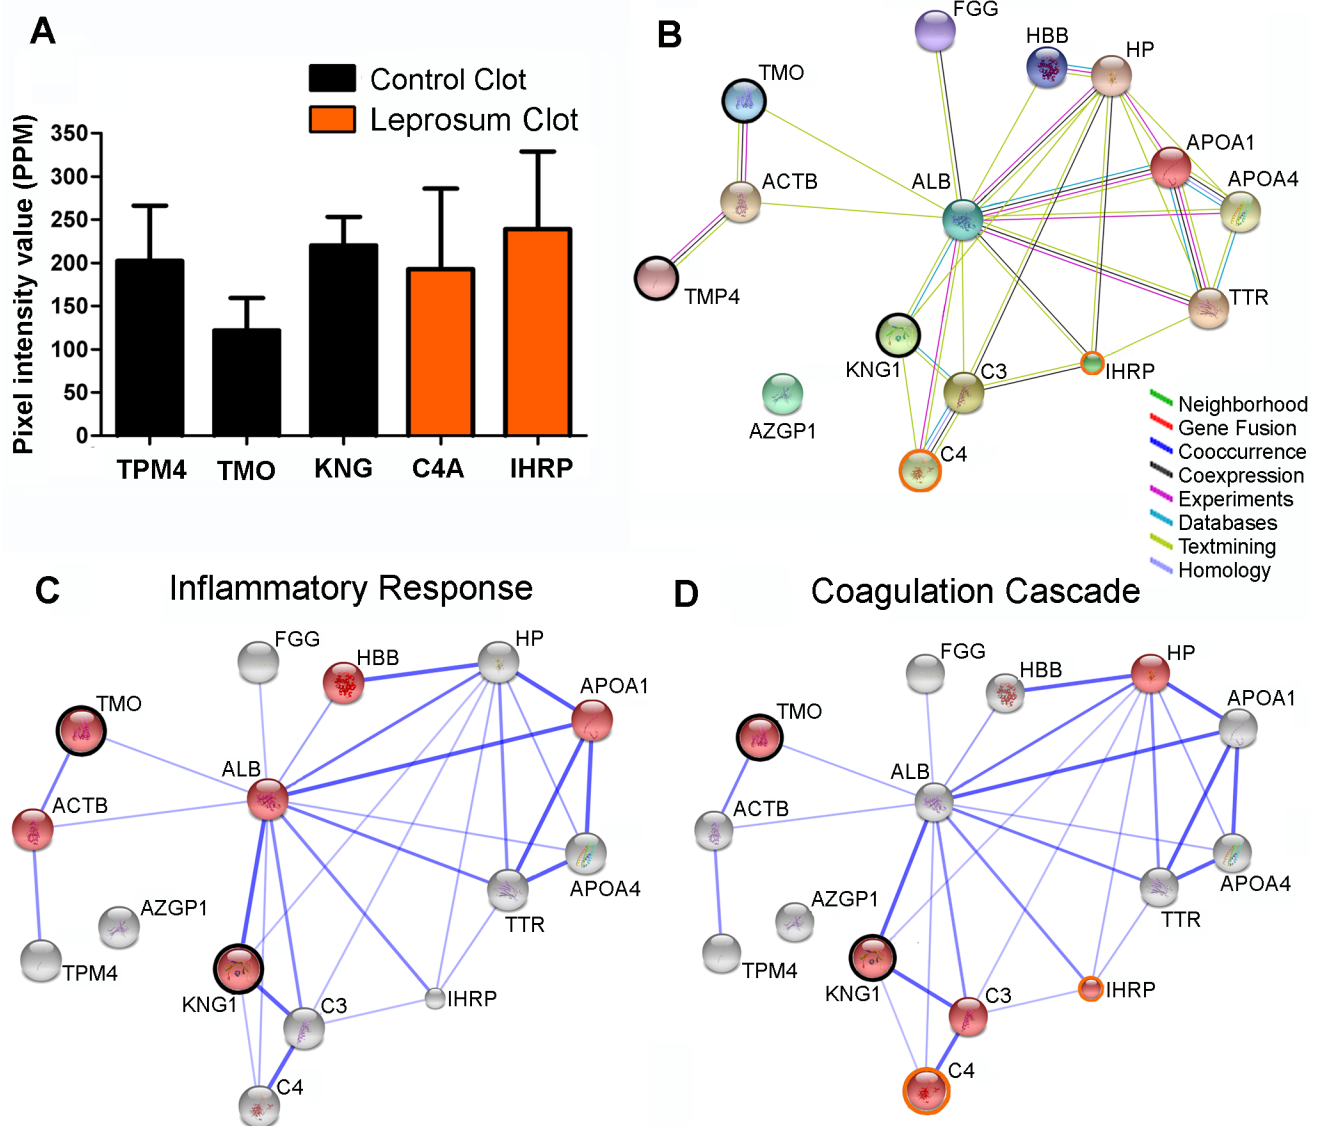 A
Control Clot
Leprosum Clot
Pixel intensity value (PPM)
350
300
250
200
150
100
50
0
TPM4
TMO
KNG
C4A
IHRP
B
FGG
HBB
HP
TMO
APOA1
ACTB
ALB
APOA4
TMP4
TTR
KNG1
C3
IHRP
AZGP1
C4
Neighborhood
Gene Fusion
Cooccurrence
Coexpression
Experiments
Databases
Textmining
Homology
C
Inflammatory Response
FGG
HP
HBB
APOA1
TMO
ALB
ACTB
APOA4
AZGP1
TTR
TPM4
KNG1
C3
IHRP
C4
D
Coagulation Cascade
FGG
HP
HBB
APOA1
TMO
ALB
ACTB
APOA4
AZGP1
TTR
TPM4
KNG1
C3
IHRP
C4